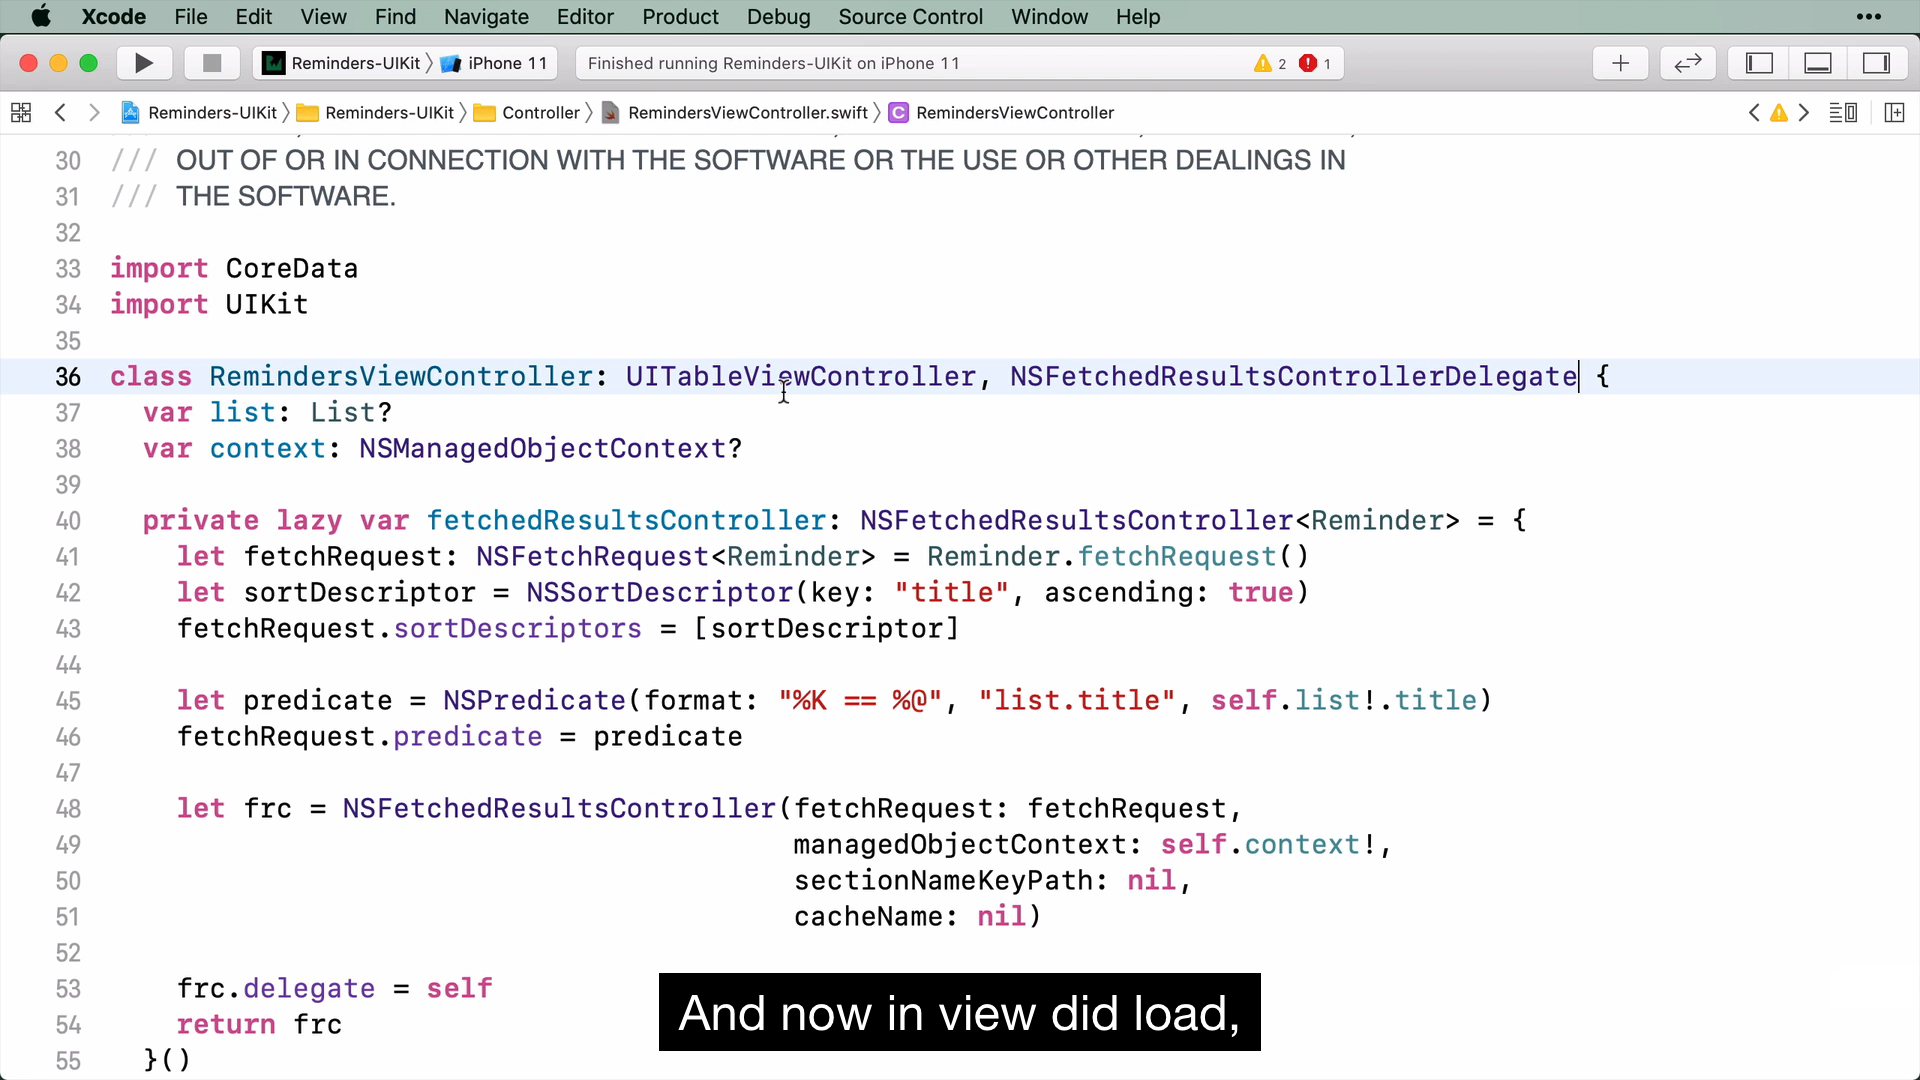 Xcode File Edit View Find Navigate Editor Product Debug Source Control Window Help
Reminders-UIKit iPhone 11 Finished running Reminders-UIKit on iPhone 11 2 1
Reminders-UIKit Reminders-UIKit Controller RemindersViewController.swift C RemindersViewController
30 /// OUT OF OR IN CONNECTION WITH THE SOFTWARE OR THE USE OR OTHER DEALINGS IN
31 /// THE SOFTWARE.
32
33 import CoreData
34 import UIKit
35
36 class RemindersViewController: UITableViewController, NSFetchedResultsControllerDelegate {
37 var list: List?
38 var context: NSManagedObjectContext?
39
40 private lazy var fetchedResultsController: NSFetchedResultsController<Reminder> = {
41 let fetchRequest: NSFetchRequest<Reminder> = Reminder.fetchRequest()
42 let sortDescriptor = NSSortDescriptor(key: "title", ascending: true)
43 fetchRequest.sortDescriptors = [sortDescriptor]
44
45 let predicate = NSPredicate(format: "%K == %@", "list.title", self.list!.title)
46 fetchRequest.predicate = predicate
47
48 let frc = NSFetchedResultsController(fetchRequest: fetchRequest,
49 managedObjectContext: self.context!,
50 sectionNameKeyPath: nil,
51 cacheName: nil)
52
53 frc.delegate = self
54 return frc
55 }()
And now in view did load,